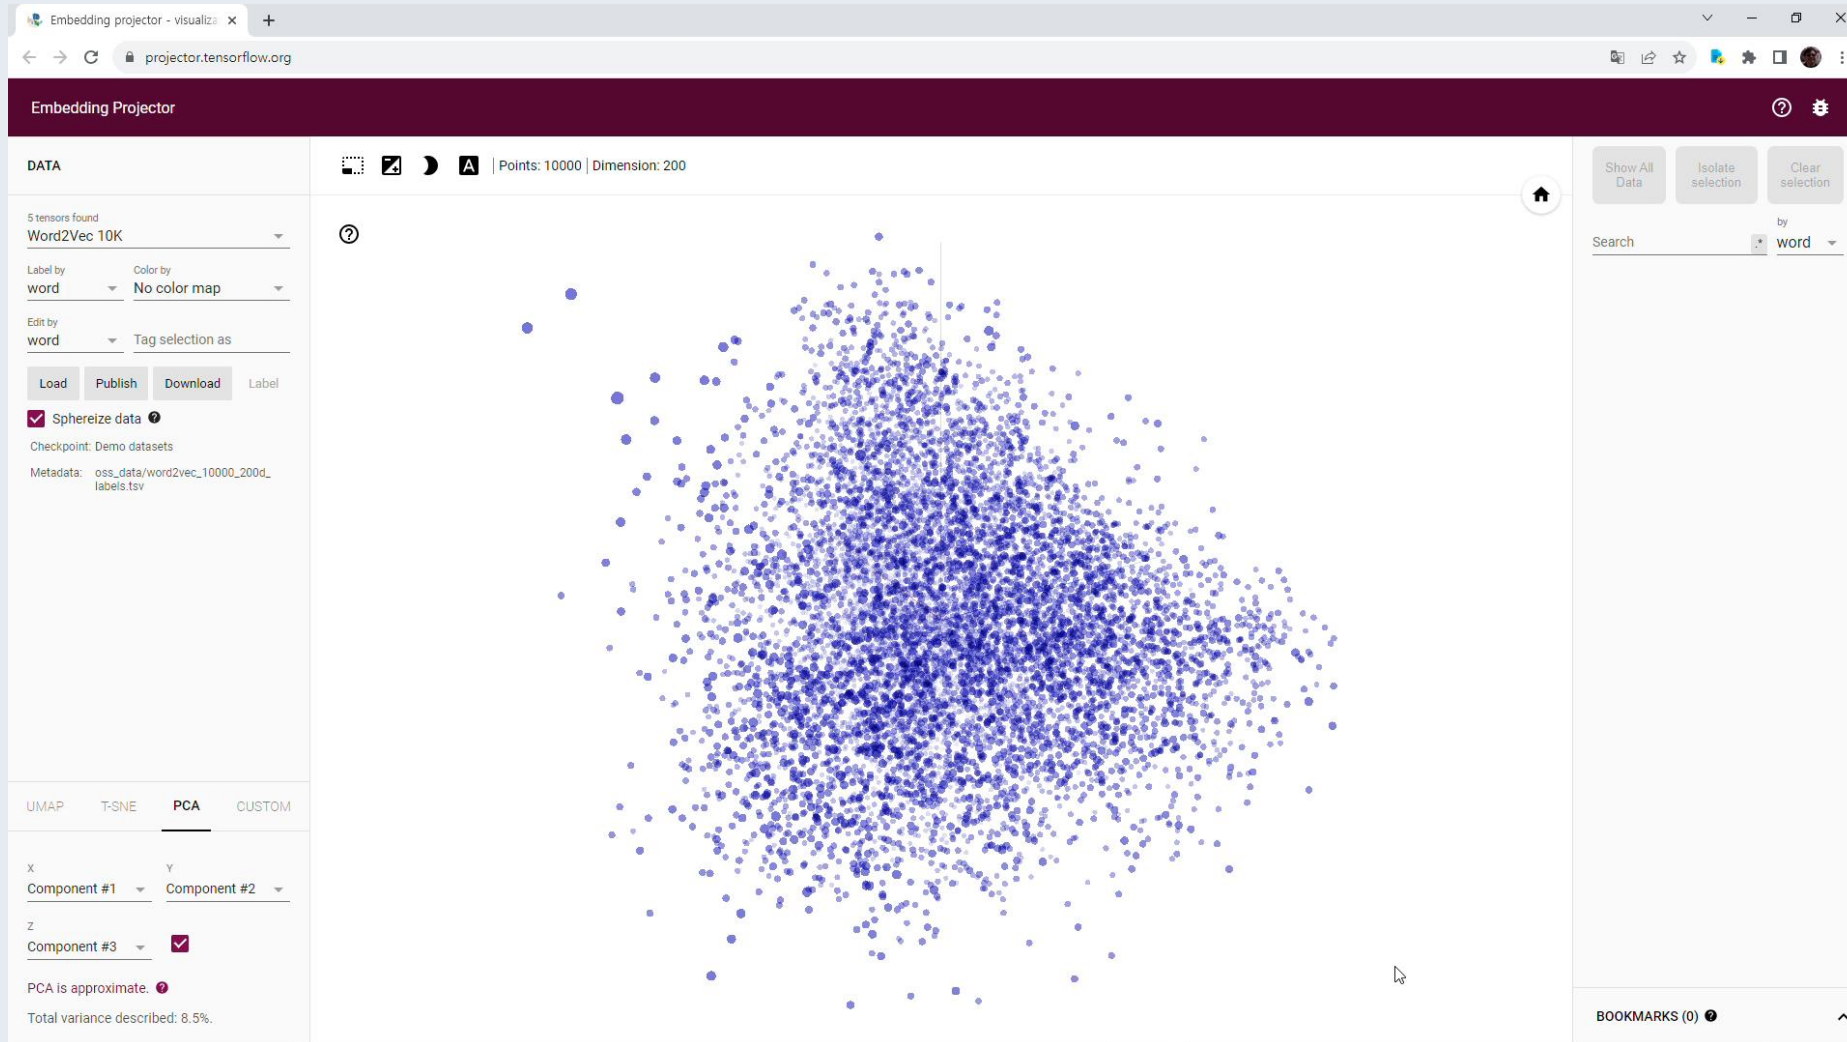 Embedding projector - visualiza
projector.tensorflow.org
Embedding Projector
DATA
Points: 10000
Dimension: 200
Show All
Data
Isolate
selection
Clear
selection
5 tensors found
Word2Vec 10K
by
Search
.*
word
Label by
Color by
word
No color map
Edit by
word
Tag selection as
Load
Publish
Download
Label
Sphereize data
Checkpoint: Demo datasets
Metadata: oss_data/word2vec_10000_200d_
labels.tsv
UMAP
T-SNE
PCA
CUSTOM
X
Y
Component #1
Component #2
Z
Component #3
PCA is approximate.
Total variance described: 8.5%.
BOOKMARKS (0)